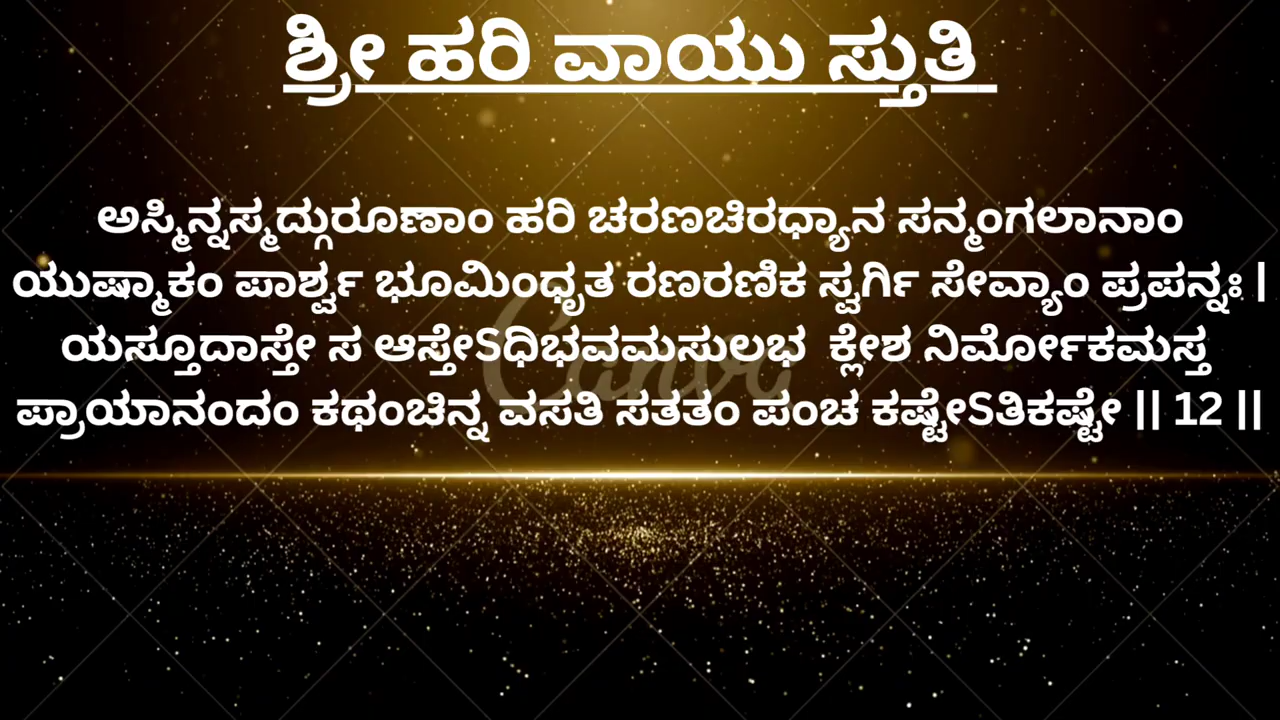 ಶ್ರೀ ಹರಿ ವಾಯು ಸ್ತುತಿ
ಅಸ್ಮಿನ್ನಸ್ಮದ್ಗುರೂಣಾಂ ಹರಿ ಚರಣಚಿರಧ್ಯಾನ ಸನ್ಮಂಗಲಾನಾಂ
ಯುಷ್ಮಾಕಂ ಪಾರ್ಶ್ವ ಭೂಮಿಂಧೃತ ರಣರಣಿಕ ಸ್ವರ್ಗಿ ಸೇವ್ಯಾಂ ಪ್ರಪನ್ನಃ |
ಯಸ್ತೂದಾಸ್ತೇ ಸ ಆಸ್ತೇSಧಿಭವಮಸುಲಭ ಕ್ಲೇಶ ನಿರ್ಮೋಕಮಸ್ತ
ಪ್ರಾಯಾನಂದಂ ಕಥಂಚಿನ್ನ ವಸತಿ ಸತತಂ ಪಂಚ ಕಷ್ಟೇSತಿಕಷ್ಟೇ || 12 ||
Canva